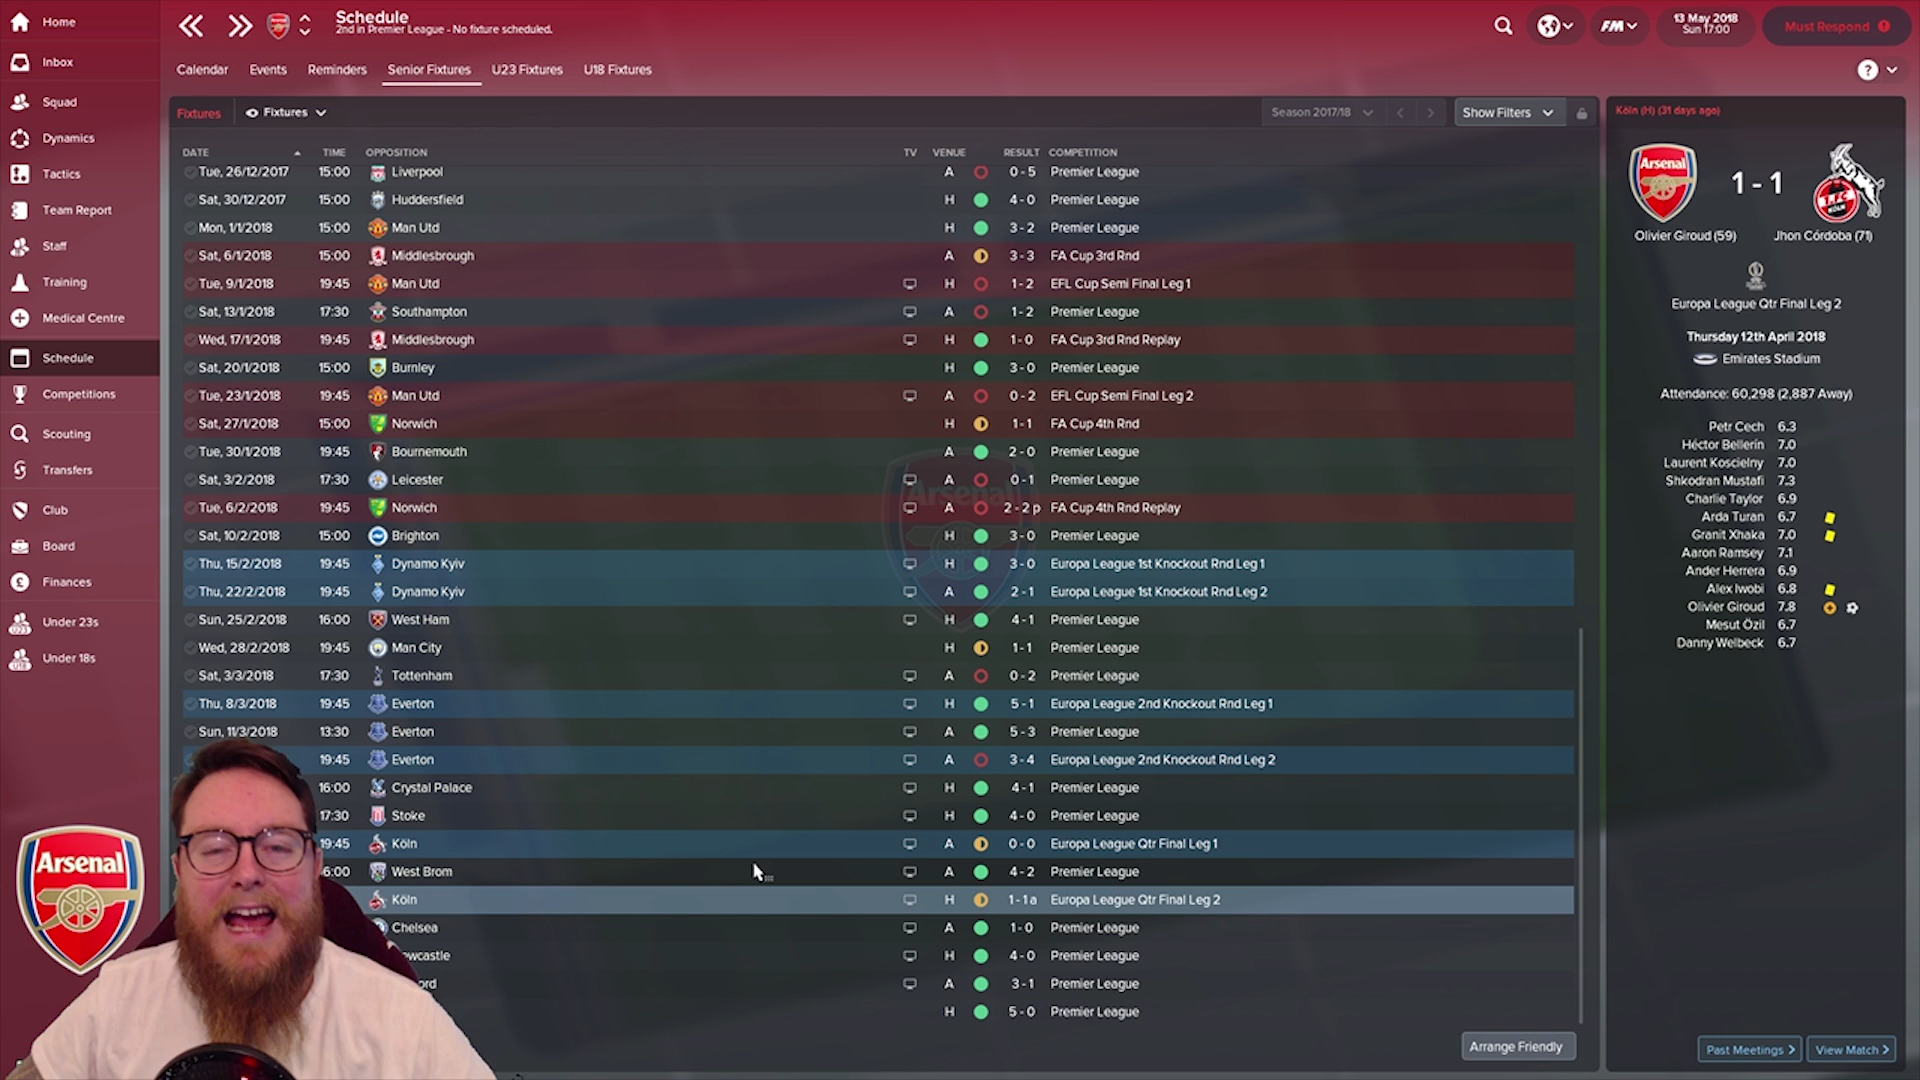 Home
Inbox
Squad
Dynamics
Tactics
Team Report
Staff
Training
Medical Centre
Schedule
Competitions
Scouting
Transfers
Club
Board
Finances
Under 23s
Under 18s
Arsenal
Schedule
2nd in Premier League - No fixture scheduled.
FM
13 May 2018
Sun 17:00
Must Respond
Calendar Events Reminders Senior Fixtures U23 Fixtures U18 Fixtures
Fixtures Fixtures Season 2017/18 Show Filters
DATE TIME OPPOSITION TV VENUE RESULT COMPETITION
Tue, 26/12/2017 15:00 Liverpool A 0 - 5 Premier League
Sat, 30/12/2017 15:00 Huddersfield H 4 - 0 Premier League
Mon, 1/1/2018 15:00 Man Utd H 3 - 2 Premier League
Sat, 6/1/2018 15:00 Middlesbrough A 3 - 3 FA Cup 3rd Rnd
Tue, 9/1/2018 19:45 Man Utd H 1 - 2 EFL Cup Semi Final Leg 1
Sat, 13/1/2018 17:30 Southampton A 1 - 2 Premier League
Wed, 17/1/2018 19:45 Middlesbrough H 1 - 0 FA Cup 3rd Rnd Replay
Sat, 20/1/2018 15:00 Burnley H 3 - 0 Premier League
Tue, 23/1/2018 19:45 Man Utd A 0 - 2 EFL Cup Semi Final Leg 2
Sat, 27/1/2018 15:00 Norwich H 1 - 1 FA Cup 4th Rnd
Tue, 30/1/2018 19:45 Bournemouth A 2 - 0 Premier League
Sat, 3/2/2018 17:30 Leicester A 0 - 1 Premier League
Tue, 6/2/2018 19:45 Norwich A 2 - 2 p FA Cup 4th Rnd Replay
Sat, 10/2/2018 15:00 Brighton H 3 - 0 Premier League
Thu, 15/2/2018 19:45 Dynamo Kyiv H 3 - 0 Europa League 1st Knockout Rnd Leg 1
Thu, 22/2/2018 19:45 Dynamo Kyiv A 2 - 1 Europa League 1st Knockout Rnd Leg 2
Sun, 25/2/2018 16:00 West Ham H 4 - 1 Premier League
Wed, 28/2/2018 19:45 Man City H 1 - 1 Premier League
Sat, 3/3/2018 17:30 Tottenham A 0 - 2 Premier League
Thu, 8/3/2018 19:45 Everton H 5 - 1 Europa League 2nd Knockout Rnd Leg 1
Sun, 11/3/2018 13:30 Everton A 5 - 3 Premier League
19:45 Everton A 3 - 4 Europa League 2nd Knockout Rnd Leg 2
16:00 Crystal Palace H 4 - 1 Premier League
17:30 Stoke H 4 - 0 Premier League
19:45 Köln A 0 - 0 Europa League Qtr Final Leg 1
6:00 West Brom A 4 - 2 Premier League
Köln H 1 - 1 a Europa League Qtr Final Leg 2
Chelsea A 1 - 0 Premier League
wcastle H 4 - 0 Premier League
ord A 3 - 1 Premier League
H 5 - 0 Premier League
Arrange Friendly
Köln (H) (31 days ago)
Arsenal 1 - 1
Olivier Giroud (59) Jhon Córdoba (71)
Europa League Qtr Final Leg 2
Thursday 12th April 2018
Emirates Stadium
Attendance: 60,298 (2,887 Away)
Petr Cech 6.3
Héctor Bellerín 7.0
Laurent Koscielny 7.0
Shkodran Mustafi 7.3
Charlie Taylor 6.9
Arda Turan 6.7
Granit Xhaka 7.0
Aaron Ramsey 7.1
Ander Herrera 6.9
Alex Iwobi 6.8
Olivier Giroud 7.8
Mesut Özil 6.7
Danny Welbeck 6.7
Past Meetings View Match